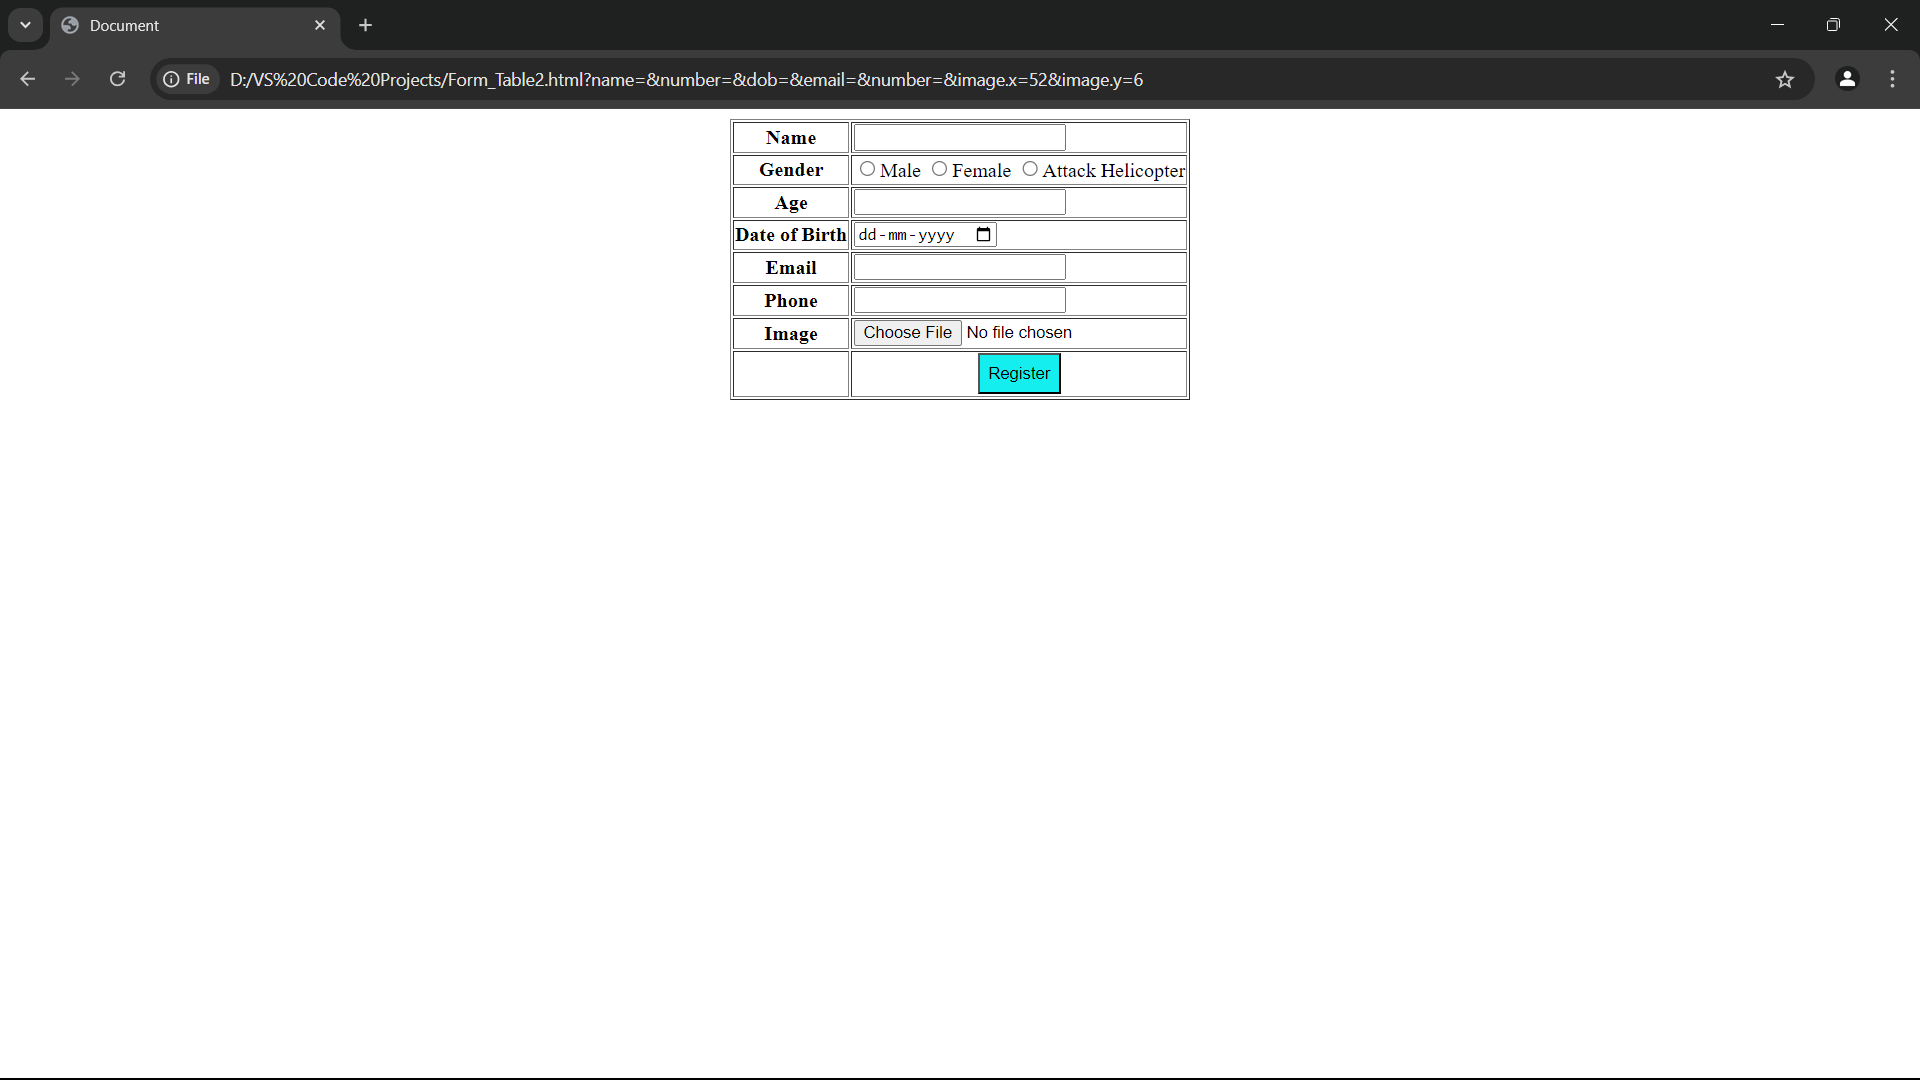 Document
File D:/VS%20Code%20Projects/Form_Table2.html?name=&number=&dob=&email=&number=&image.x=52&image.y=6
Name
Gender Male Female Attack Helicopter
Age
Date of Birth dd-mm-yyyy
Email
Phone
Image Choose File No file chosen
Register